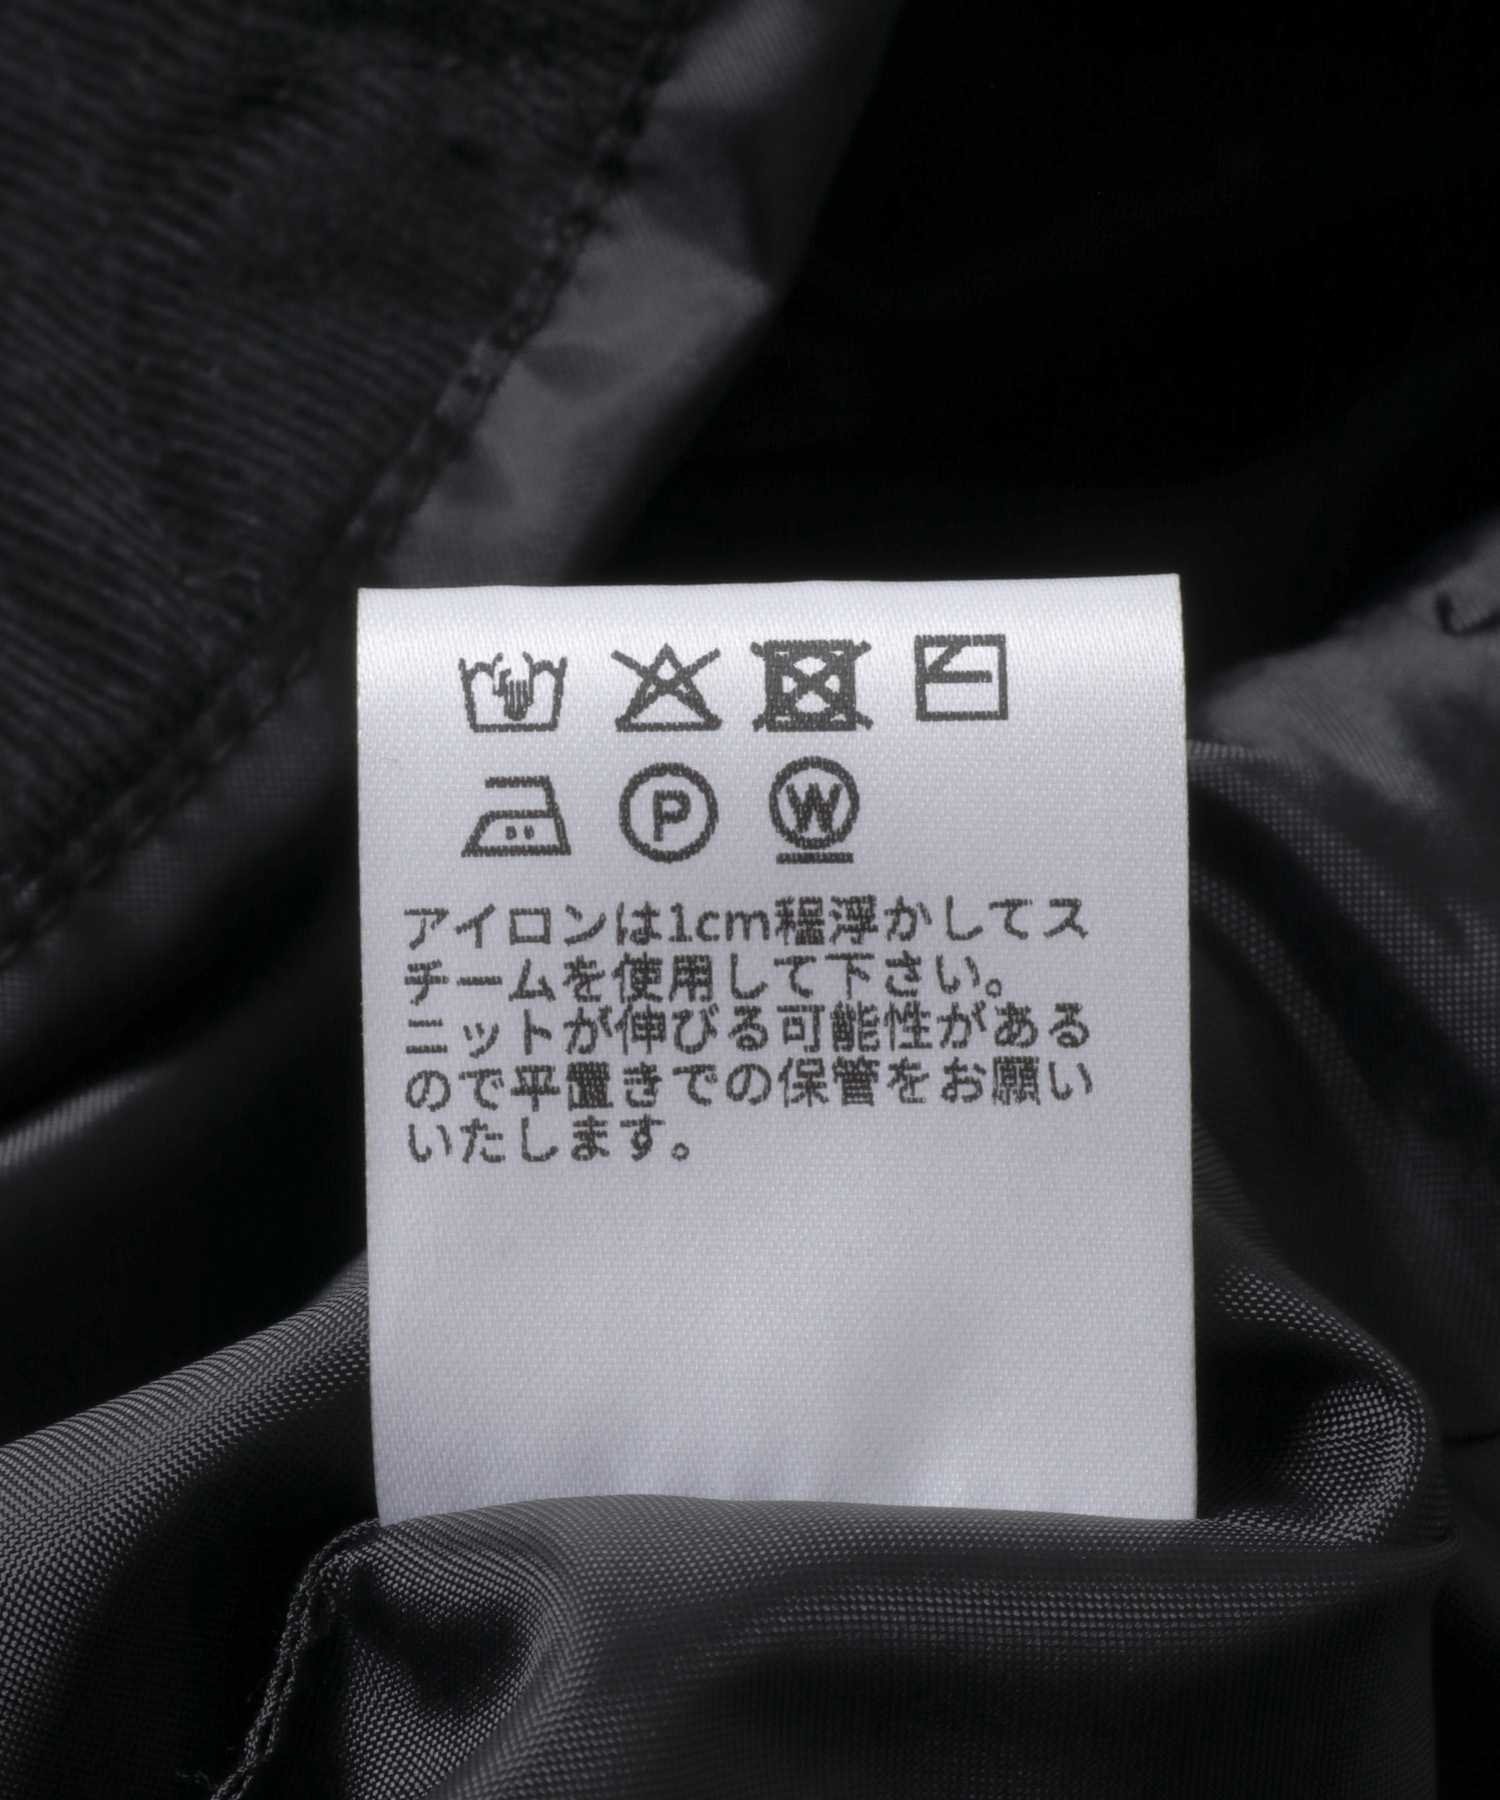 P W
アイロンは1cm程浮かしてス
チームを使用して下さい。
ニットが伸びる可能性がある
ので平置きでの保管をお願い
いたします。